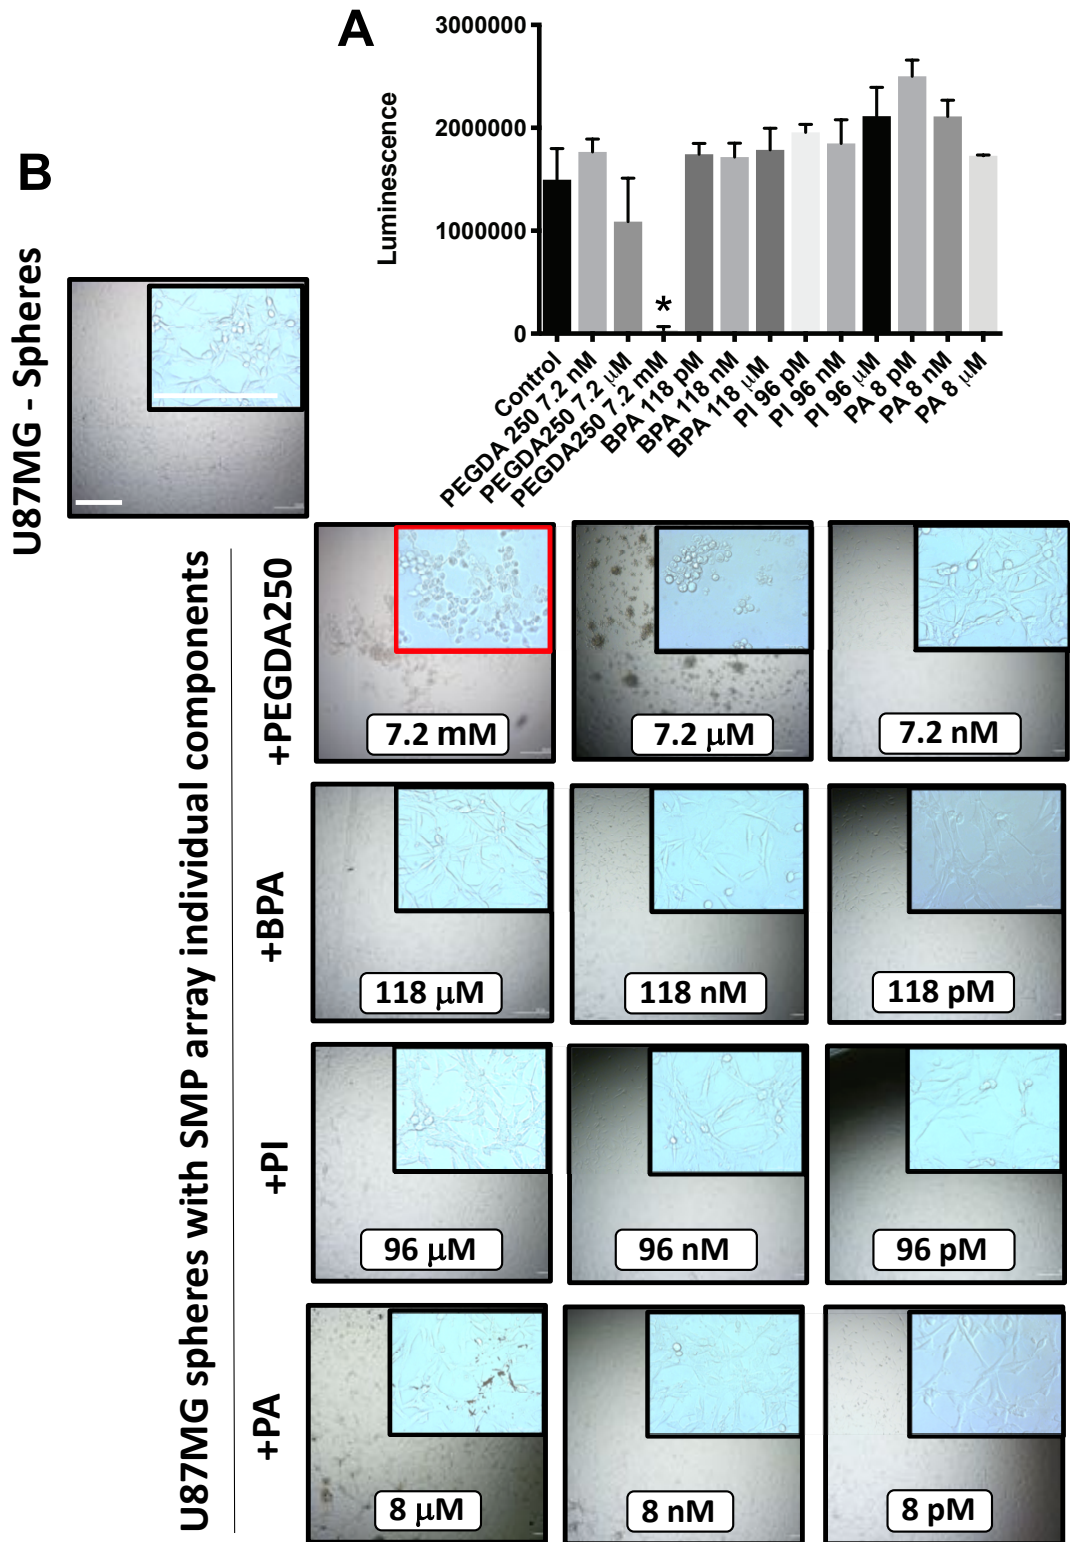 A
3000000
2000000
1000000
0
Luminescence
*
Control
PEGDA 250 7.2 nM
PEGDA250 7.2 μM
PEGDA250 7.2 mM
BPA 118 pM
BPA 118 nM
BPA 118 μM
PI 96 pM
PI 96 nM
PI 96 μM
PA 8 pM
PA 8 nM
PA 8 μM
B
U87MG - Spheres
U87MG spheres with SMP array individual components
+PEGDA250
7.2 mM
7.2 μM
7.2 nM
+BPA
118 μM
118 nM
118 pM
+PI
96 μM
96 nM
96 pM
+PA
8 μM
8 nM
8 pM